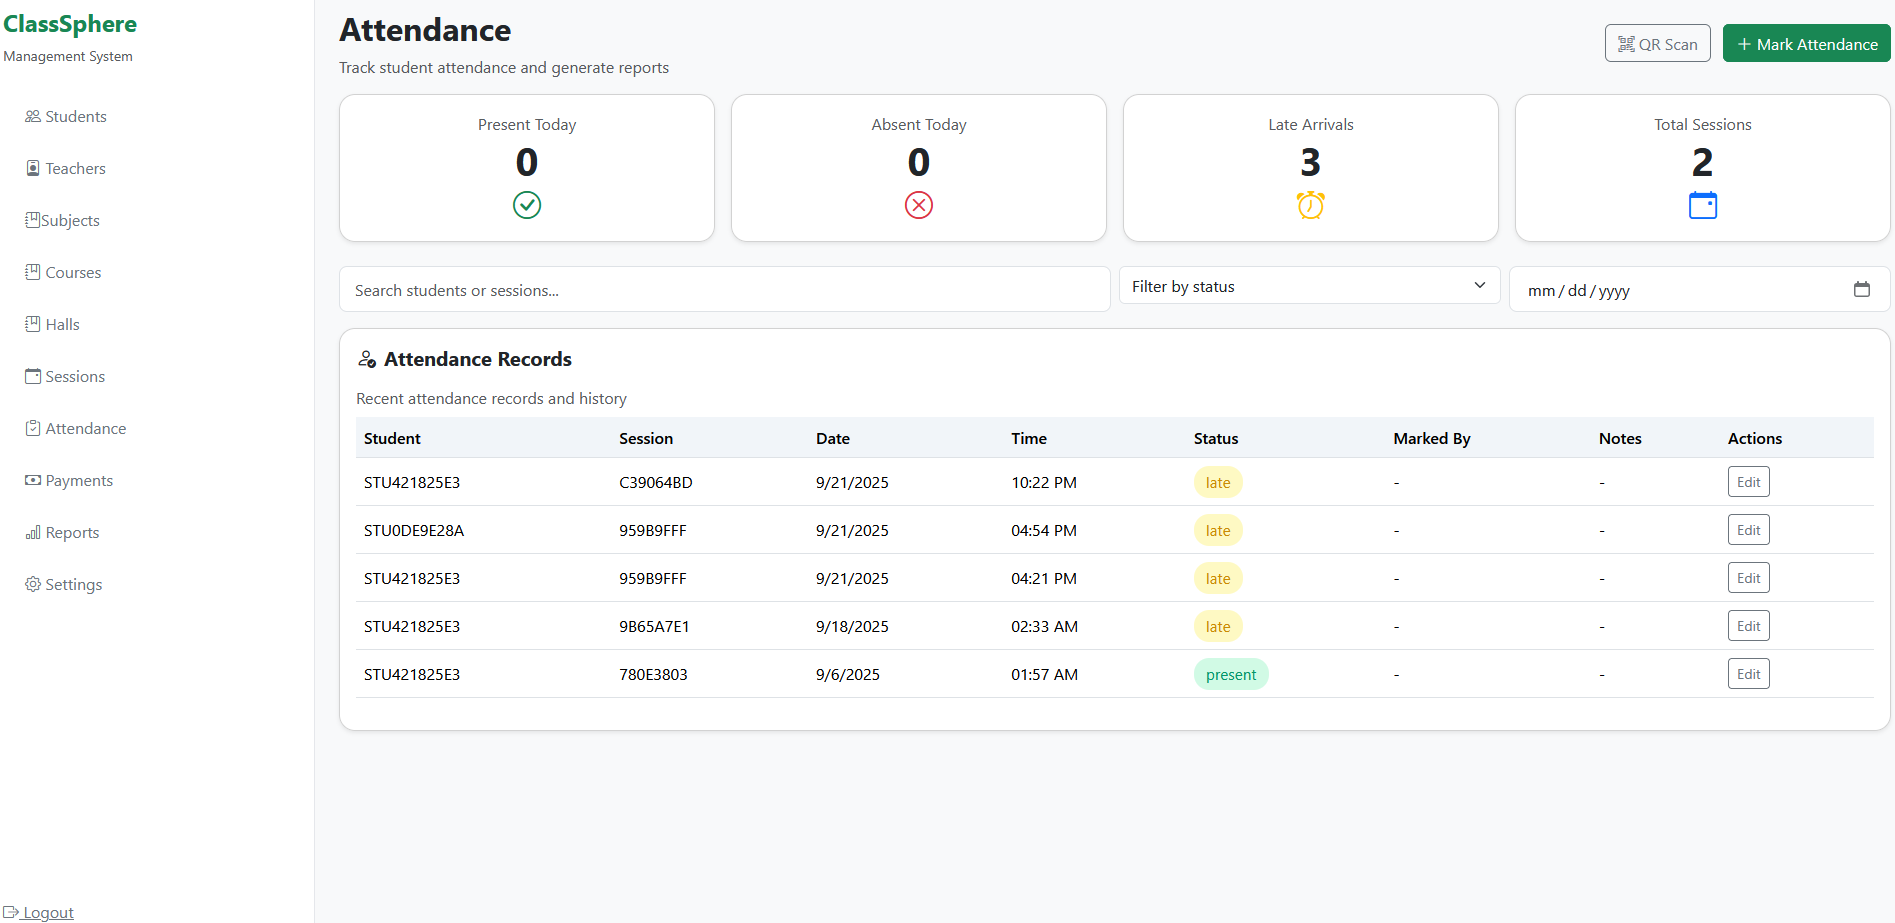 ClassSphere
Management System
Students
Teachers
Subjects
Courses
Halls
Sessions
Attendance
Payments
Reports
Settings
Logout
Attendance
Track student attendance and generate reports
QR Scan
+ Mark Attendance
Present Today
0
Absent Today
0
Late Arrivals
3
Total Sessions
2
Search students or sessions...
Filter by status
mm/dd/yyyy
Attendance Records
Recent attendance records and history
Student Session Date Time Status Marked By Notes Actions
STU421825E3 C39064BD 9/21/2025 10:22 PM late - - Edit
STU0DE9E28A 959B9FFF 9/21/2025 04:54 PM late - - Edit
STU421825E3 959B9FFF 9/21/2025 04:21 PM late - - Edit
STU421825E3 9B65A7E1 9/18/2025 02:33 AM late - - Edit
STU421825E3 780E3803 9/6/2025 01:57 AM present - - Edit